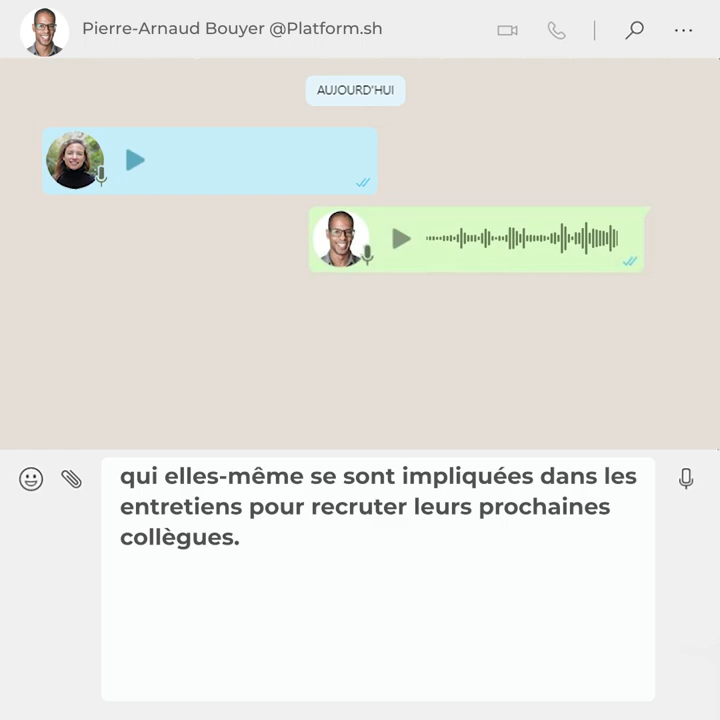 Pierre-Arnaud Bouyer @Platform.sh
AUJOURD'HUI
qui elles-même se sont impliquées dans les
entretiens pour recruter leurs prochaines
collègues.